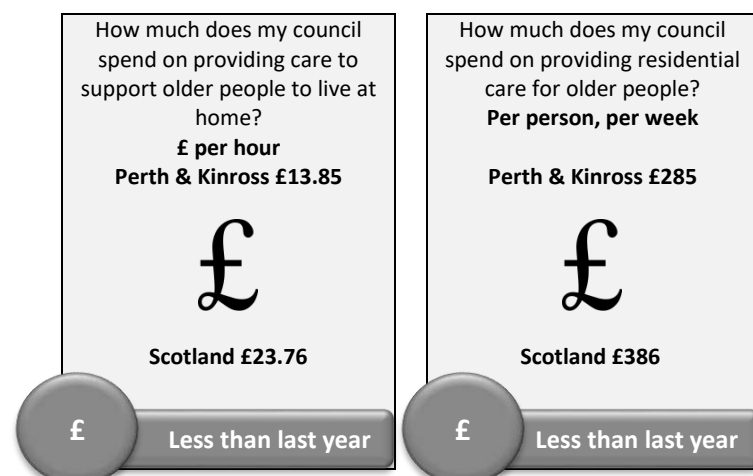 How much does my council
spend on providing care to
support older people to live at
home?
£ per hour
Perth & Kinross £13.85
£
Scotland £23.76
£
Less than last year
How much does my council
spend on providing residential
care for older people?
Per person, per week
Perth & Kinross £285
£
Scotland £386
£
Less than last year